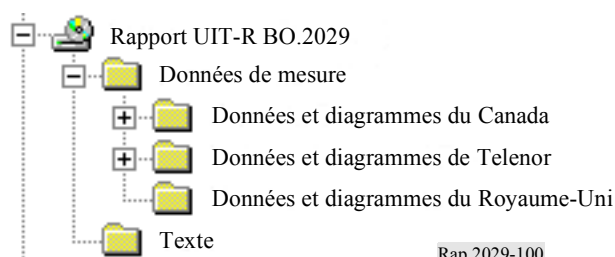 Rapport UIT-R BO.2029
Données de mesure
Données et diagrammes du Canada
Données et diagrammes de Telenor
Données et diagrammes du Royaume-Uni
Texte
Rap 2029-100